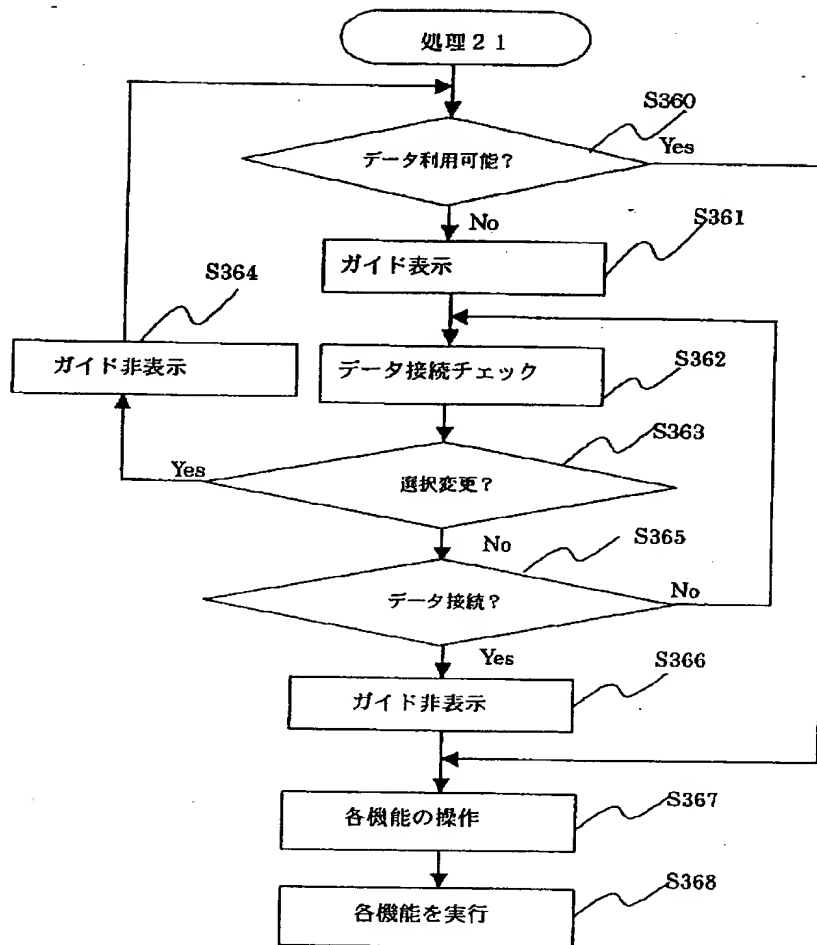 処理21
S360
データ利用可能?
Yes
No
S361
ガイド表示
S364
ガイド非表示
データ接続チェック
S362
S363
Yes
選択変更?
No
S365
データ接続?
No
Yes
S366
ガイド非表示
各機能の操作
S367
各機能を実行
S368